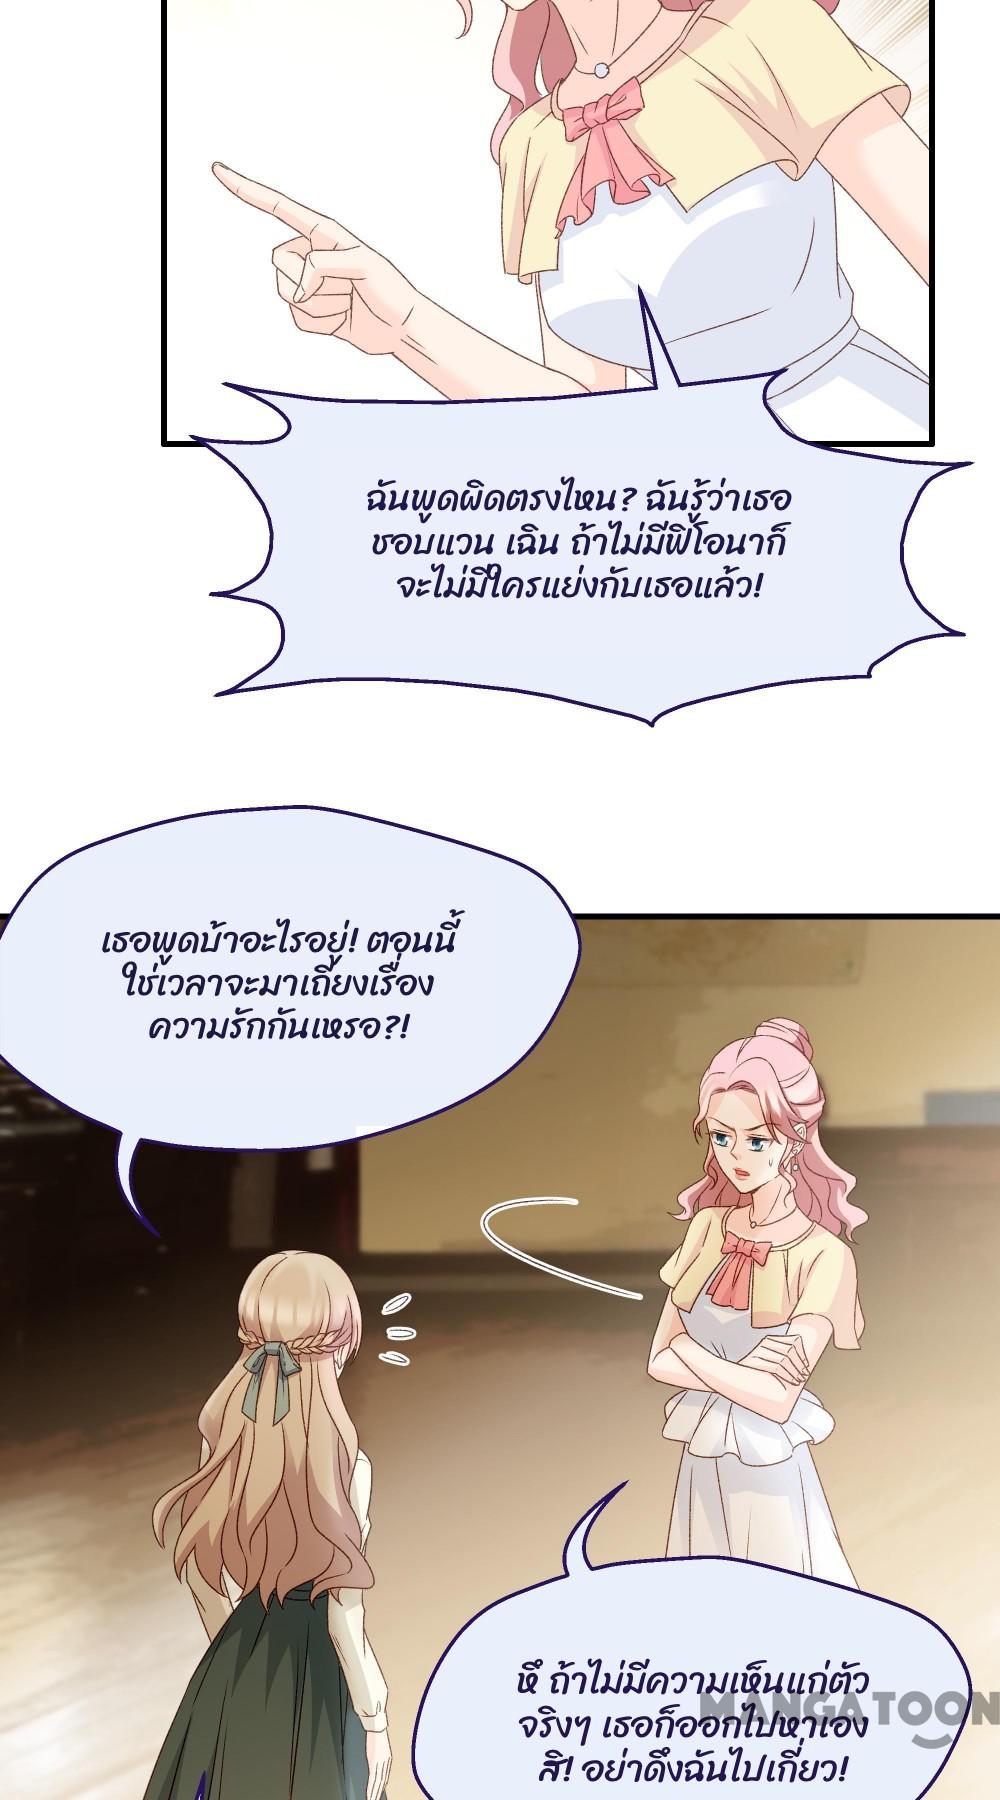 ฉันพูดผิดตรงไหน? ฉันรู้ว่าเธอ
ชอบแวน เฉิน ถ้าไม่มีฟิโอนาก็
จะไม่มีใครแย่งกับเธอแล้ว!
เธอพูดบ้าอะไรอยู่! ตอนนี้
ใช่เวลาจะมาเถียงเรื่อง
ความรักกันเหรอ?!
หึ ถ้าไม่มีความเห็นแก่ตัว
จริงๆ เธอก็ออกไปหาเอง
สิ! อย่าดึงฉันไปเกี่ยว!
MANGATOON